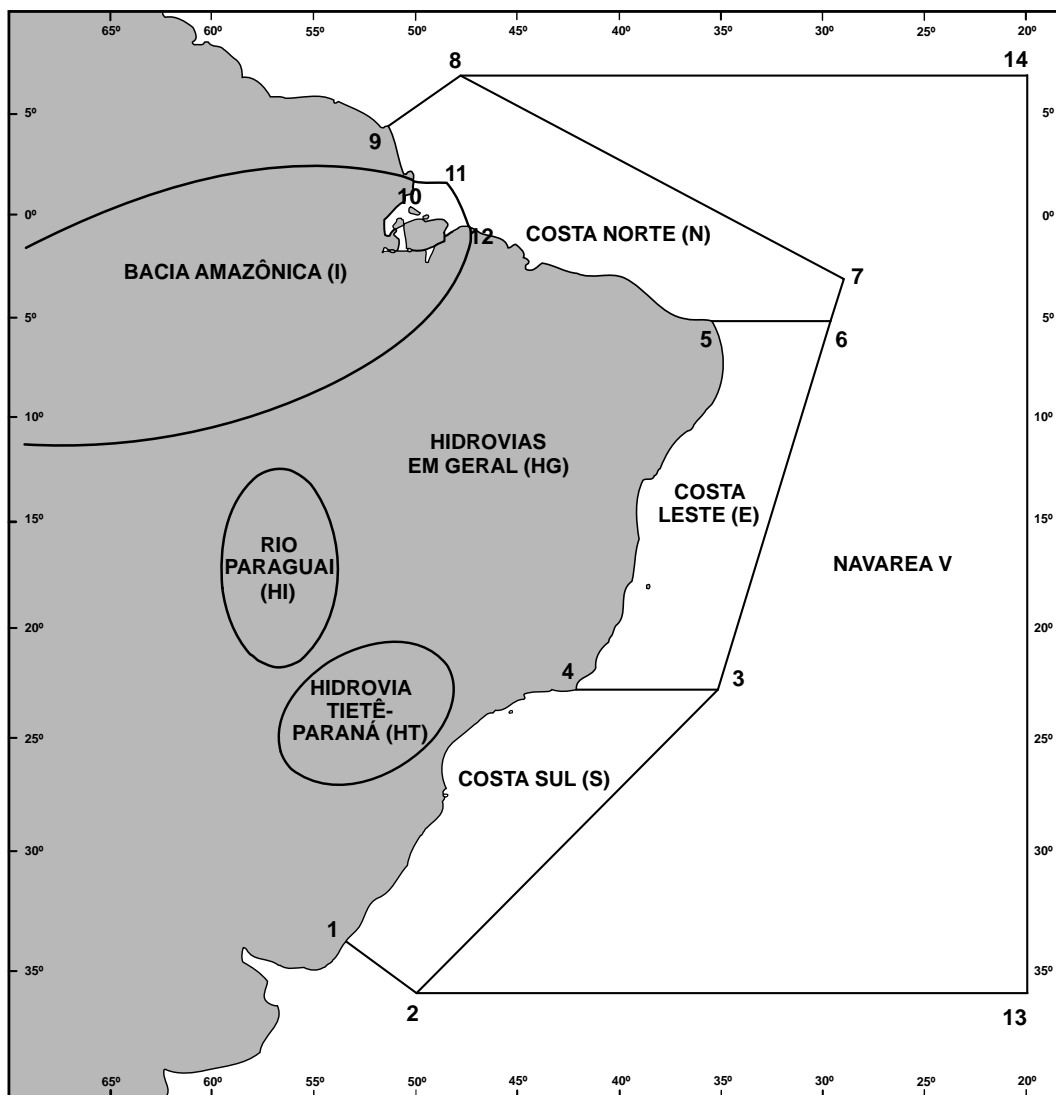 65º 60º 55º 50º 45º 40º 35º 30º 25º 20º
8 14
5º 5º
9
11
10
0º 0º
12
COSTA NORTE (N)
BACIA AMAZÔNICA (I)
7
5º 5º
5 6
10º 10º
HIDROVIAS
EM GERAL (HG)
COSTA
LESTE (E)
15º 15º
RIO
PARAGUAI
(HI)
NAVAREA V
20º 20º
4 3
HIDROVIA
TIETÊ-
PARANÁ (HT)
25º 25º
COSTA SUL (S)
30º 30º
1
35º 35º
2 13
65º 60º 55º 50º 45º 40º 35º 30º 25º 20º